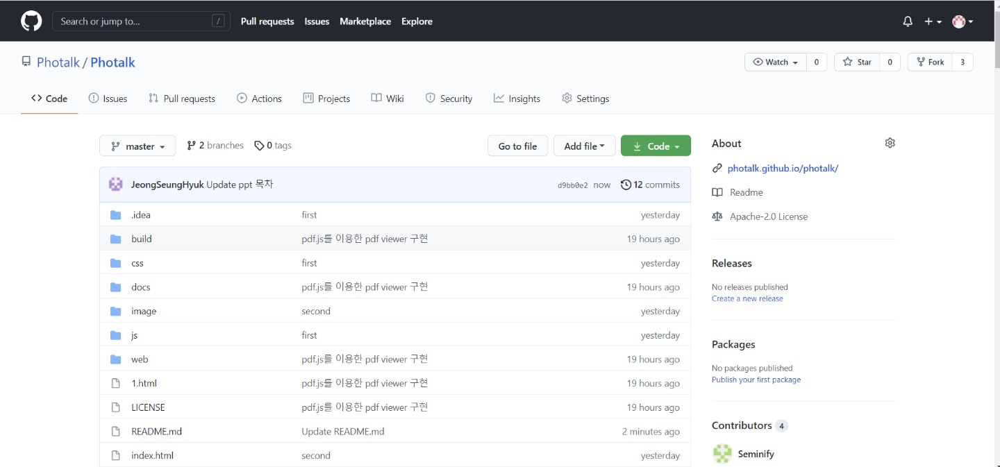 Search or jump to... /
Pull requests Issues Marketplace Explore
Photalk / Photalk
Watch 0 Star 0 Fork 3
Code Issues Pull requests Actions Projects Wiki Security Insights Settings
master 2 branches 0 tags Go to file Add file Code
JeongSeungHyuk Update ppt 목차 d9bb0e2 now 12 commits
.idea first yesterday
build pdf.js를 이용한 pdf viewer 구현 19 hours ago
css first yesterday
docs pdf.js를 이용한 pdf viewer 구현 19 hours ago
image second yesterday
js first yesterday
web pdf.js를 이용한 pdf viewer 구현 19 hours ago
1.html pdf.js를 이용한 pdf viewer 구현 19 hours ago
LICENSE pdf.js를 이용한 pdf viewer 구현 19 hours ago
README.md Update README.md 2 minutes ago
index.html second yesterday
About
photalk.github.io/photalk/
Readme
Apache-2.0 License
Releases
No releases published
Create a new release
Packages
No packages published
Publish your first package
Contributors 4
Seminify